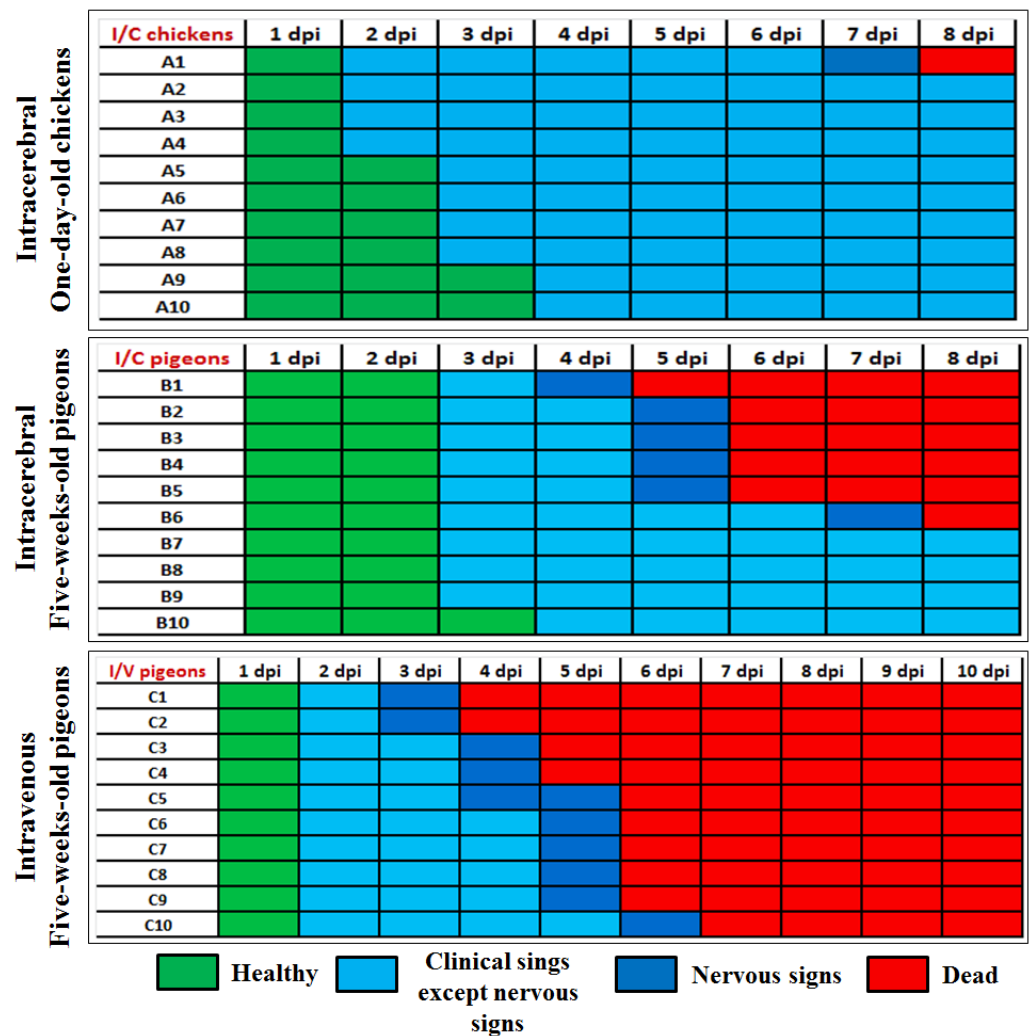 Intracerebral
One-day-old chickens
I/C chickens 1 dpi 2 dpi 3 dpi 4 dpi 5 dpi 6 dpi 7 dpi 8 dpi
A1
A2
A3
A4
A5
A6
A7
A8
A9
A10
Intracerebral
Five-weeks-old pigeons
I/C pigeons 1 dpi 2 dpi 3 dpi 4 dpi 5 dpi 6 dpi 7 dpi 8 dpi
B1
B2
B3
B4
B5
B6
B7
B8
B9
B10
Intravenous
Five-weeks-old pigeons
I/V pigeons 1 dpi 2 dpi 3 dpi 4 dpi 5 dpi 6 dpi 7 dpi 8 dpi 9 dpi 10 dpi
C1
C2
C3
C4
C5
C6
C7
C8
C9
C10
Healthy
Clinical sings
except nervous
signs
Nervous signs
Dead